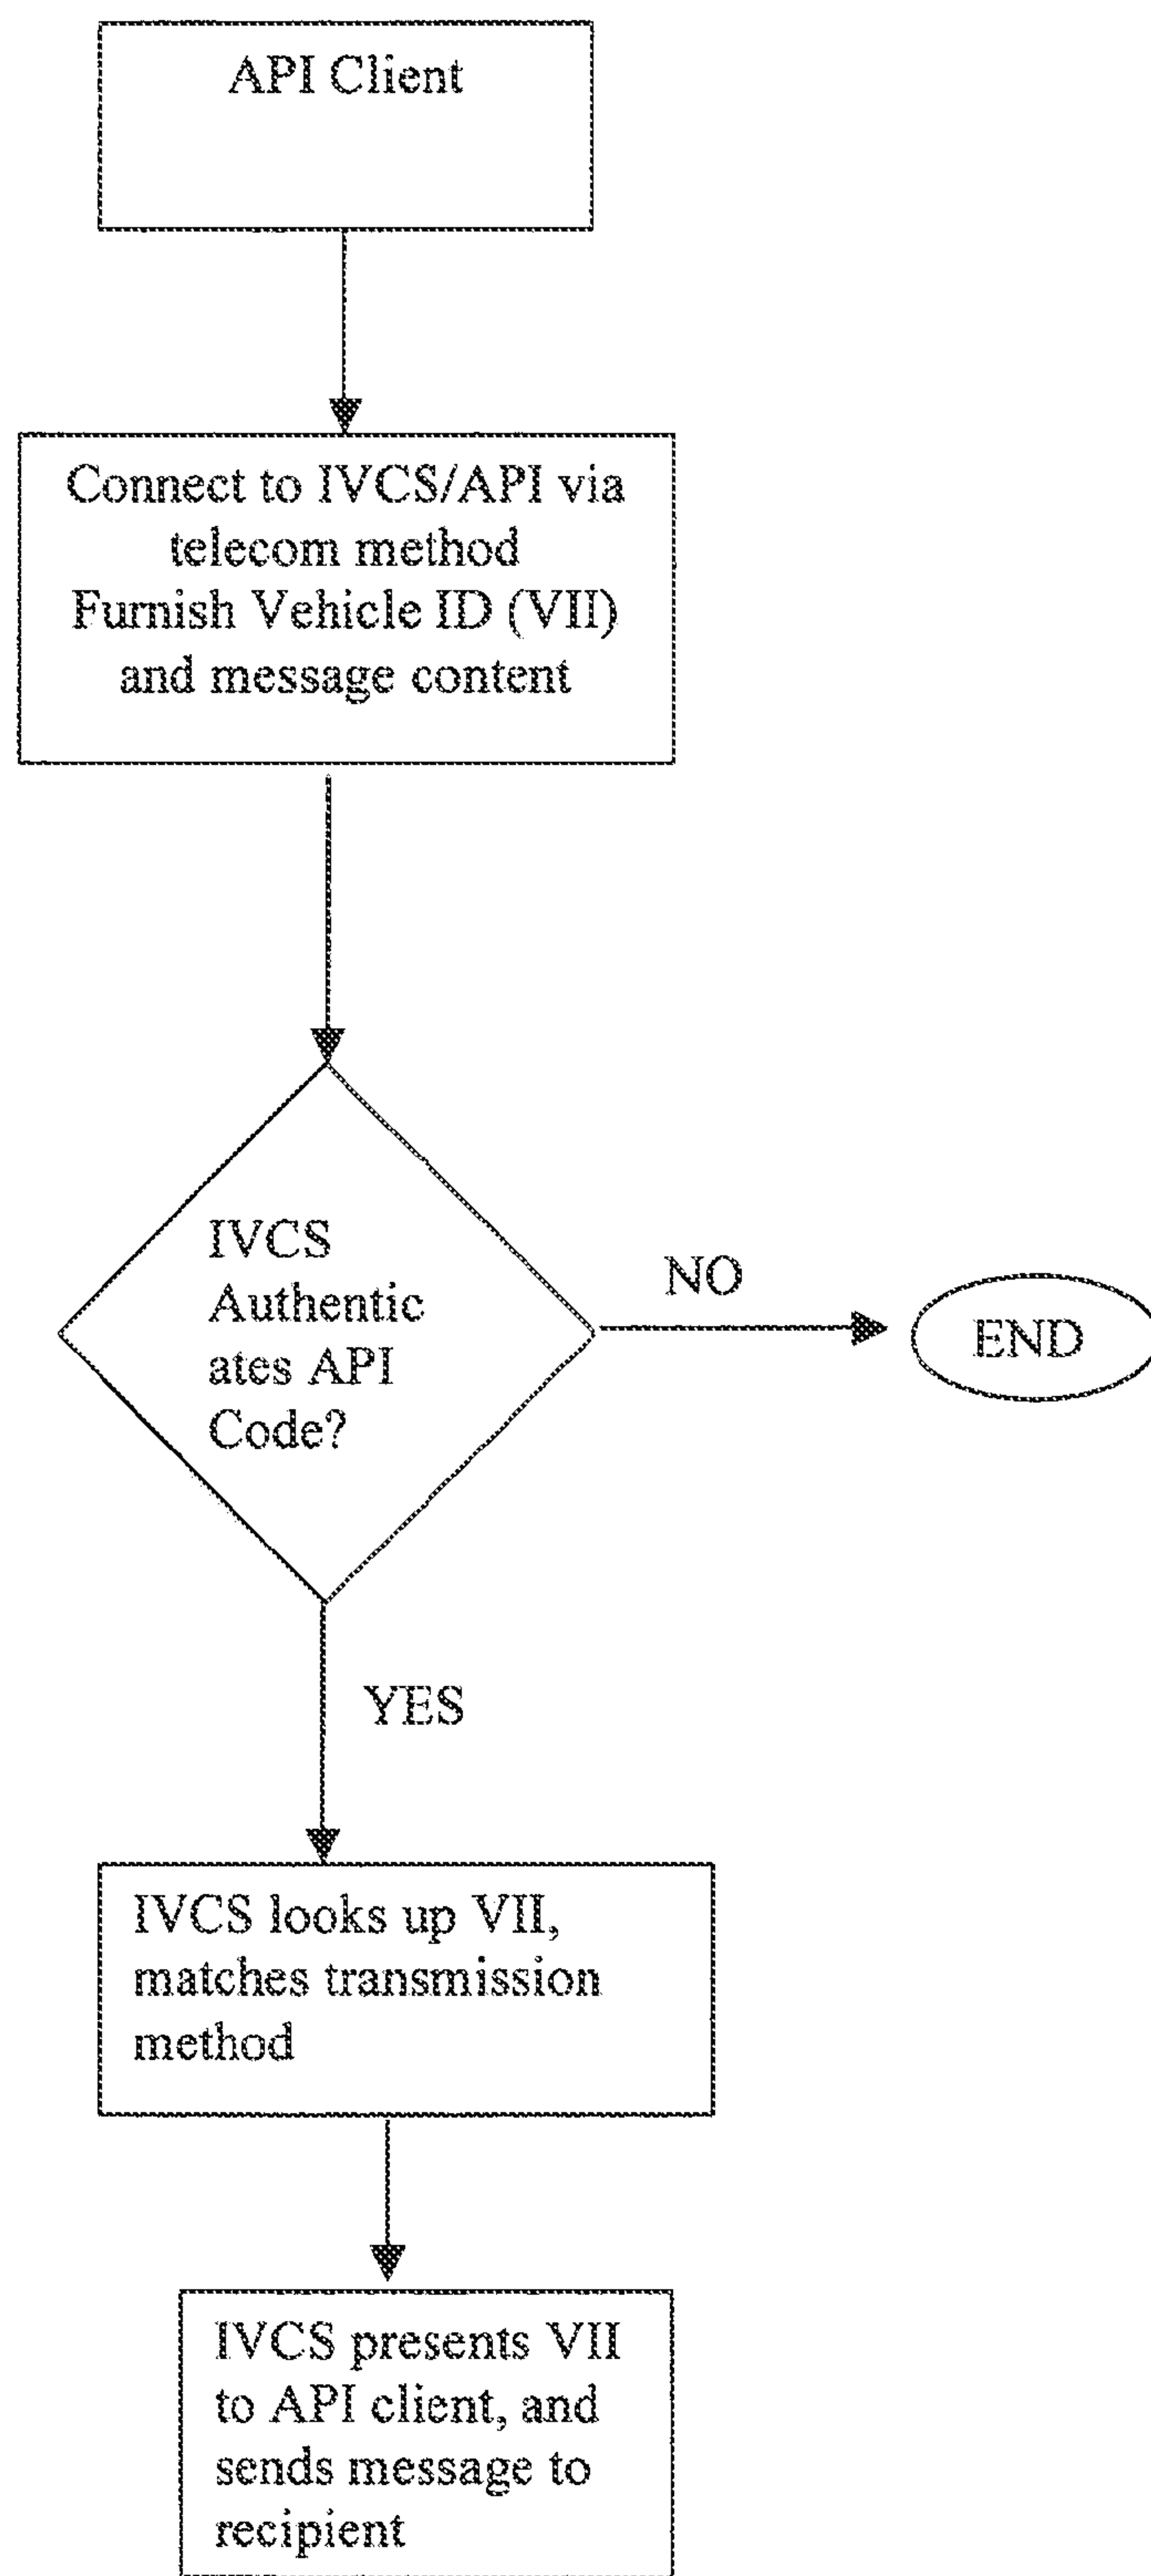 API Client
Connect to IVCS/API via
telecom method
Furnish Vehicle ID (VII)
and message content
IVCS
Authentic
ates API
Code?
NO
END
YES
IVCS looks up VII,
matches transmission
method
IVCS presents VII
to API client, and
sends message to
recipient